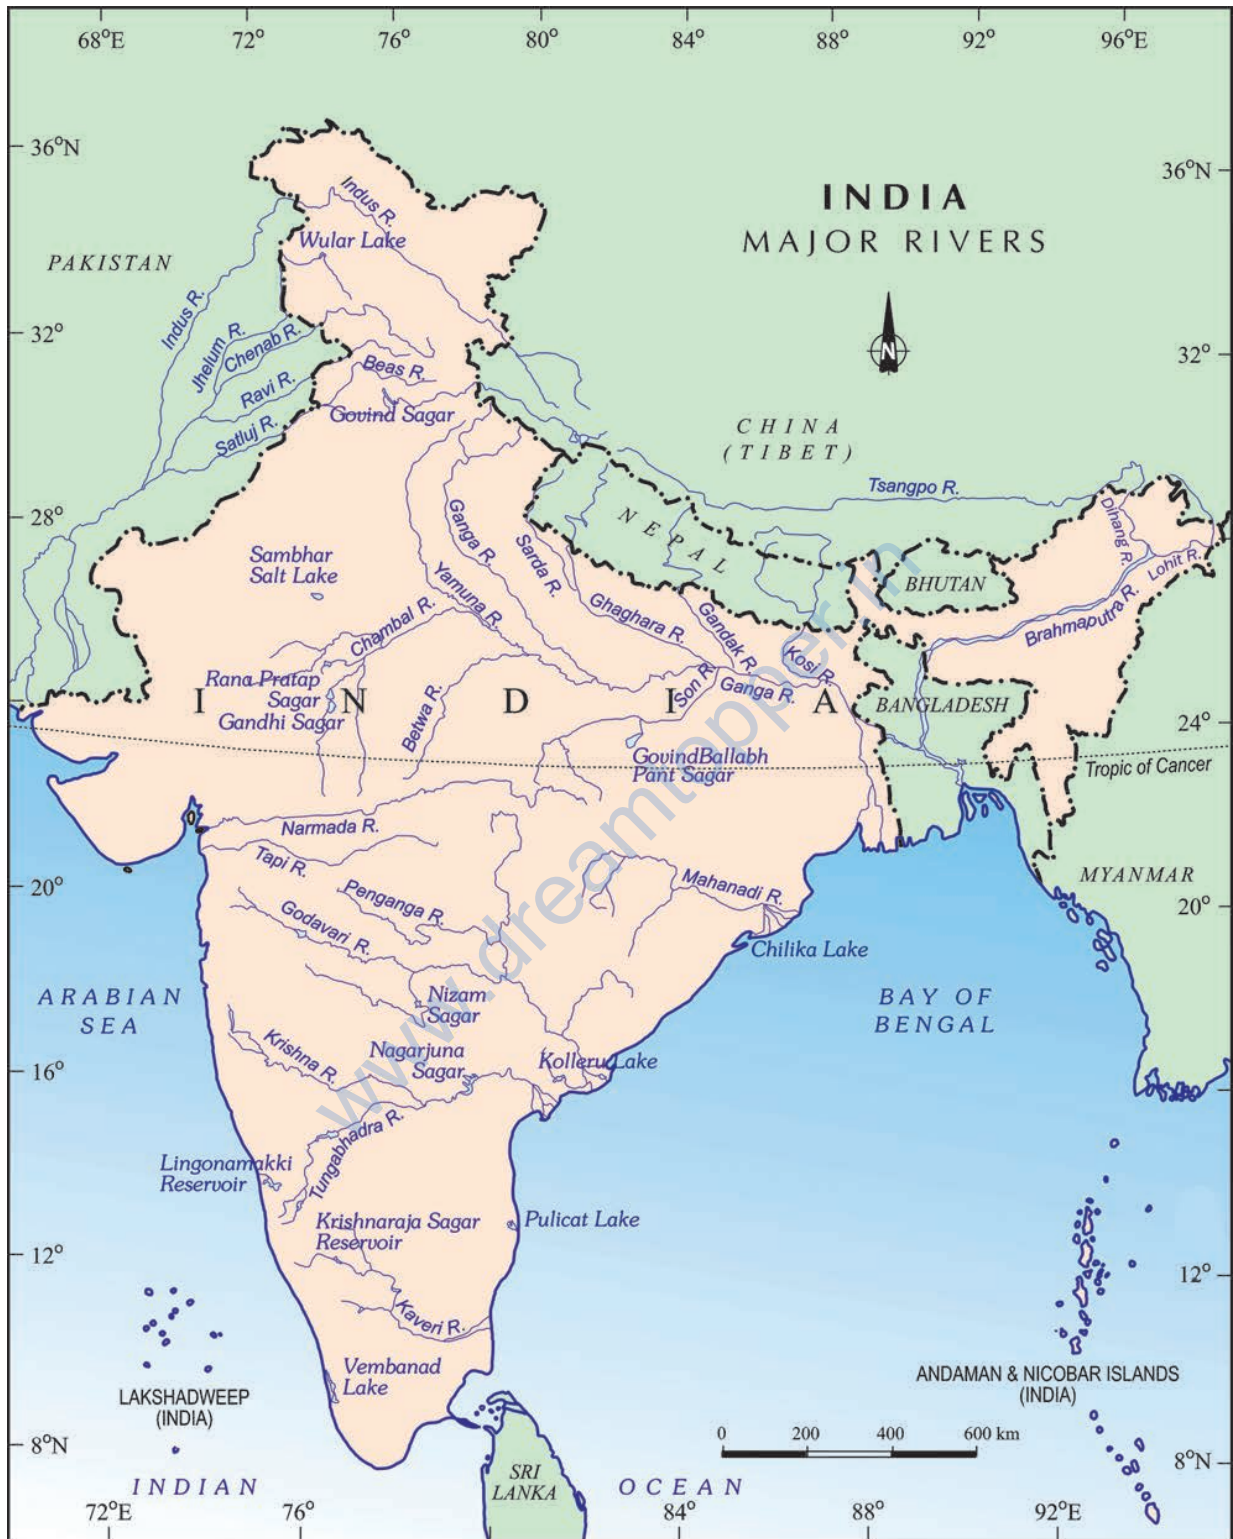 68°E 72° 76° 80° 84° 88° 92° 96°E
36°N
36°N
INDIA
MAJOR RIVERS
N
Indus R.
Wular Lake
PAKISTAN
Indus R.
32°
32°
Jhelum R.
Chenab R.
Beas R.
Ravi R.
Govind Sagar
Satluj R.
CHINA
(TIBET)
Tsangpo R.
28°
28°
Ganga R.
NEPAL
Dihang R.
Sarda R.
Sambhar
Salt Lake
Lohit R.
BHUTAN
Yamuna R.
Ghaghara R.
Chambal R.
Gandak R.
Brahmaputra R.
Kosi R.
Rana Pratap
Sagar
Gandhi Sagar
Son R.
Ganga R.
INDIA
BANGLADESH
Betwa R.
24°
GovindBallabh
Pant Sagar
Tropic of Cancer
Narmada R.
Tapi R.
Penganga R.
Mahanadi R.
MYANMAR
20°
20°
Godavari R.
Chilika Lake
ARABIAN
SEA
Nizam
Sagar
BAY OF
BENGAL
Krishna R.
Nagarjuna
Sagar
Kolleru Lake
16°
Tungabhadra R.
Lingonamakki
Reservoir
Krishnaraja Sagar
Reservoir
Pulicat Lake
12°
12°
Kaveri R.
Vembanad
Lake
LAKSHADWEEP
(INDIA)
ANDAMAN & NICOBAR ISLANDS
(INDIA)
0 200 400 600 km
8°N
8°N
SRI
LANKA
INDIAN OCEAN
72°E 76° 84° 88° 92°E
www.dreamtopper.in